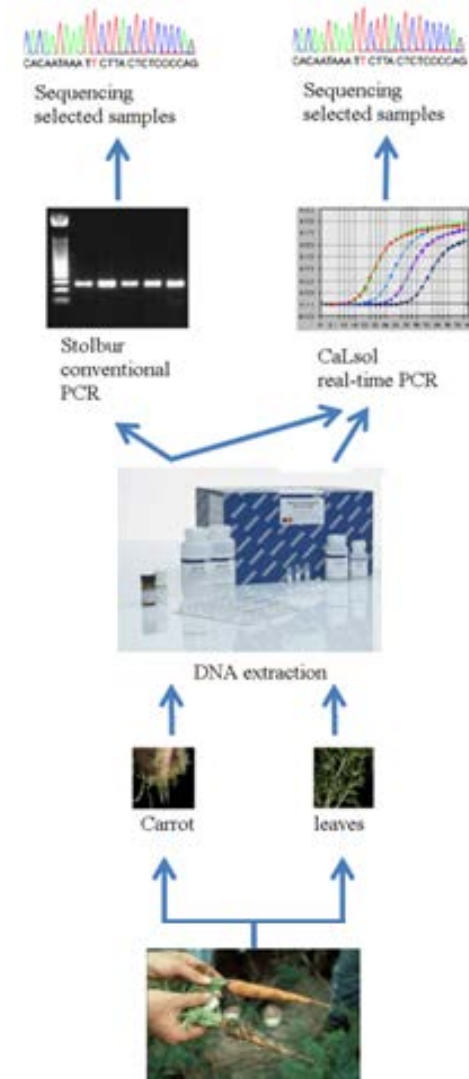 CACAATAAA TT CTTA CTCTCCCCAG
CACAATAAA TT CTTA CTCTCCCCAG
Sequencing
selected samples
Sequencing
selected samples
Stolbur
conventional
PCR
CaLsol
real-time PCR
DNA extraction
Carrot
leaves